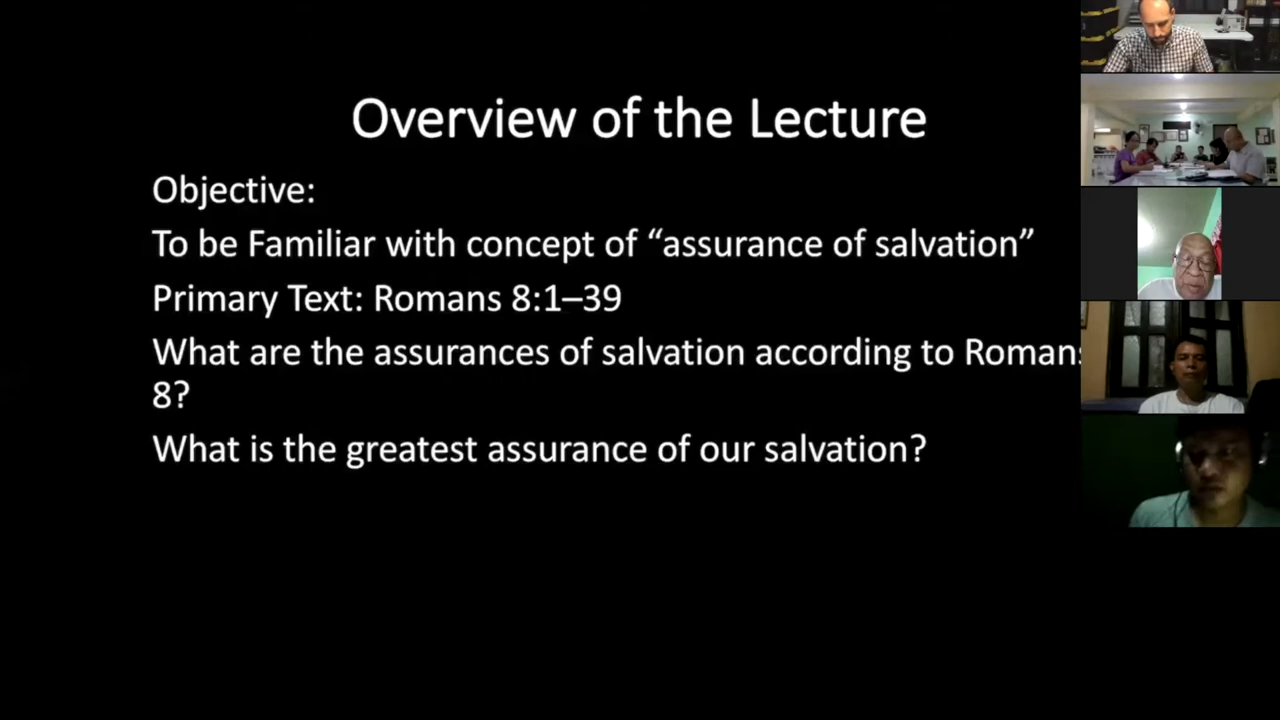 Overview of the Lecture
Objective:
To be Familiar with concept of “assurance of salvation”
Primary Text: Romans 8:1–39
What are the assurances of salvation according to Romans
8?
What is the greatest assurance of our salvation?